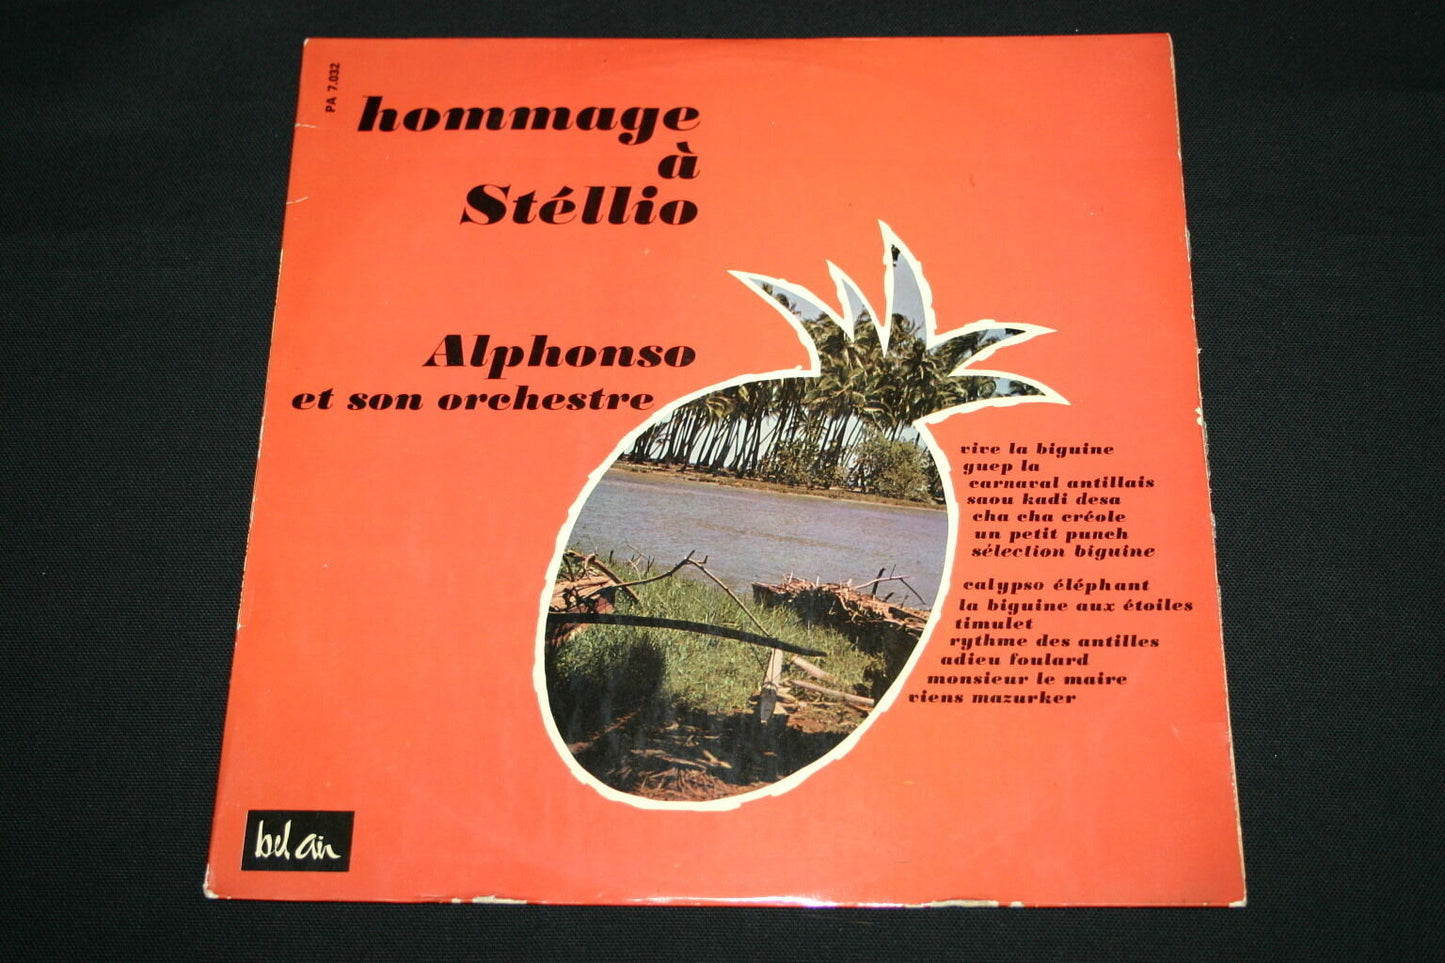 PA 7.032
hommage
à
Stéllio
Alphonso
et son orchestre
vive la biguine
guep la
carnaval antillais
saou kadi desa
cha cha créole
un petit punch
sélection biguine
calypso éléphant
la biguine aux étoiles
timulet
rythme des antilles
adieu foulard
monsieur le maire
viens mazurker
bel air